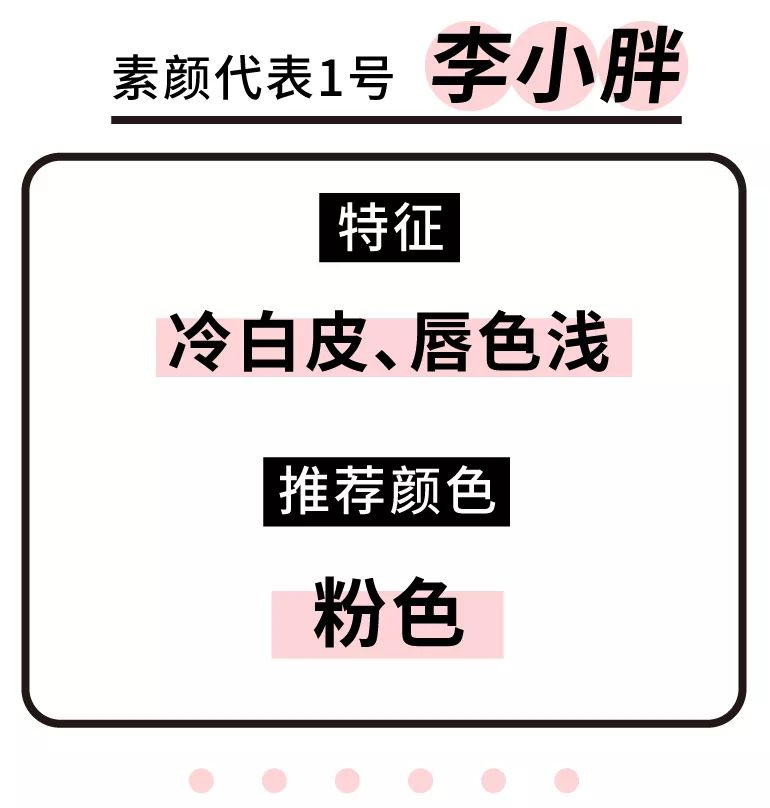 素颜代表1号 李小胖
特征
冷白皮、唇色浅
推荐颜色
粉色